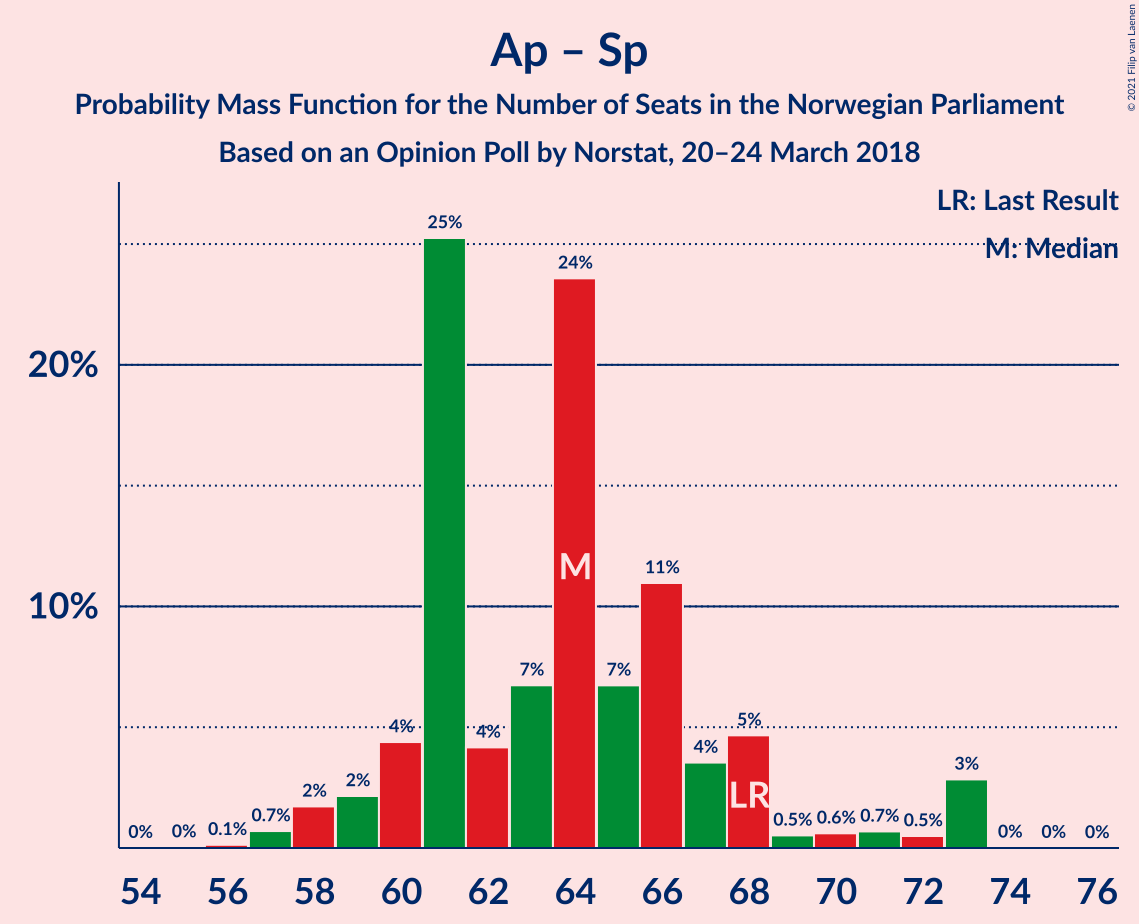 © 2021 Filip van Laenen
Ap – Sp
Probability Mass Function for the Number of Seats in the Norwegian Parliament
Based on an Opinion Poll by Norstat, 20–24 March 2018
LR: Last Result
M: Median
20%
10%
0% 0% 0.1% 0.7% 2% 2% 4% 25% 4% 7% 24% 7% 11% 4% 5% 0.5% 0.6% 0.7% 0.5% 3% 0% 0% 0%
M
LR
54 56 58 60 62 64 66 68 70 72 74 76